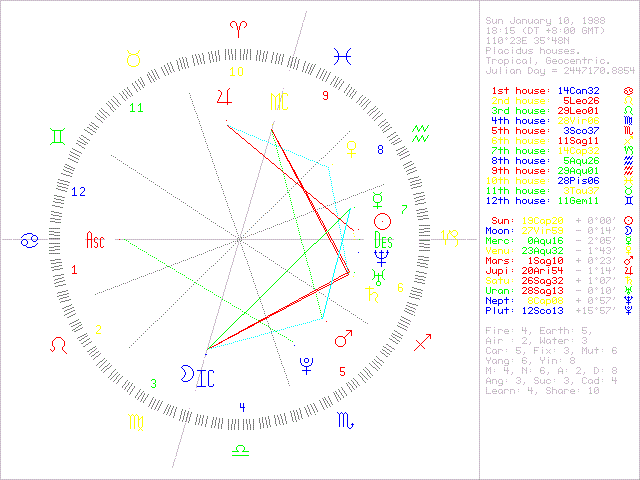 Sun January 10, 1988
18:15 (DT +8:00 GMT)
110°23E 35°48N
Placidus houses.
Tropical, Geocentric.
Julian Day = 2447170.8854
1st house: 14Can32
2nd house: 5Leo26
3rd house: 29Leo01
4th house: 28Vir06
5th house: 3Sco37
6th house: 11Sag11
7th house: 14Cap32
8th house: 5Aqu26
9th house: 29Aqu01
10th house: 28Pis06
11th house: 3Tau37
12th house: 11Gem11
Sun: 19Cap20 + 0°00'
Moon: 27Vir53 - 0°14'
Merc: 0Aqu16 - 2°05'
Venu: 23Aqu32 - 1°43'
Mars: 1Sag10 + 0°23'
Jupi: 20Ari54 - 1°14'
Satu: 26Sag32 + 1°07'
Uran: 28Sag13 - 0°10'
Nept: 8Cap03 + 0°57'
Plut: 12Sco13 +15°57'
Fire: 4, Earth: 5,
Air : 2, Water: 3
Car: 5, Fix: 3, Mut: 6
Yang: 6, Yin: 8
M: 4, N: 6, A: 2, D: 8
Ang: 3, Suc: 3, Cad: 4
Learn: 4, Share: 10
10
11
9
MC
8
12
7
Asc
Des
1
6
2
5
3
IC
4